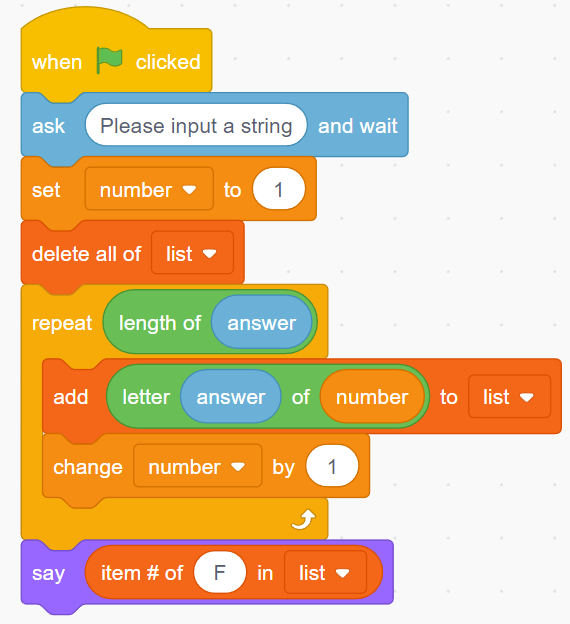 when clicked
ask Please input a string and wait
set number to 1
delete all of list
repeat length of answer
add letter answer of number to list
change number by 1
say item # of F in list